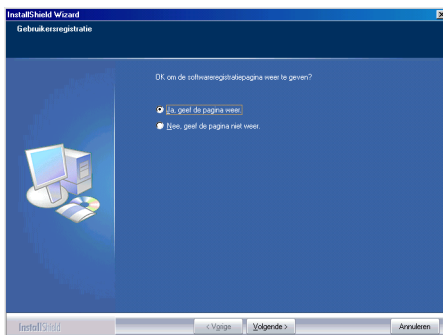 InstallShield Wizard
Gebruikersregistratie
OK om de softwareregistratiepagina weer te geven?
Ja, geef de pagina weer.
Nee, geef de pagina niet weer.
InstallShield
< Vorige
Volgende >
Annuleren